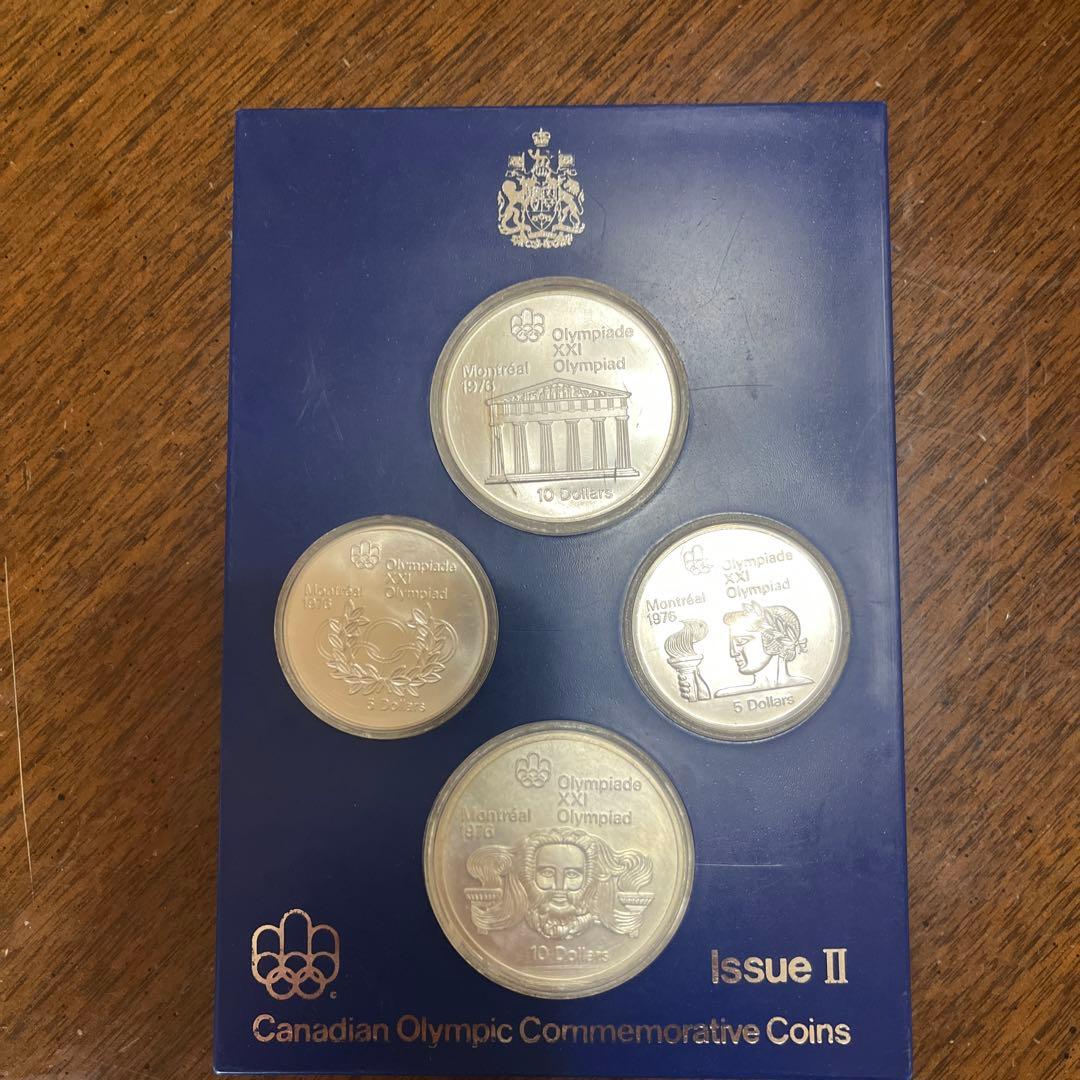 Olympiade
XXI
Montréal Olympiad
1976
10 Dollars
Olympiade
XXI
Montréal Olympiad
1976
5 Dollars
Olympiade
XXI
Montréal Olympiad
1976
5 Dollars
Olympiade
XXI
Montréal Olympiad
1976
10 Dollars
Issue II
Canadian Olympic Commemorative Coins